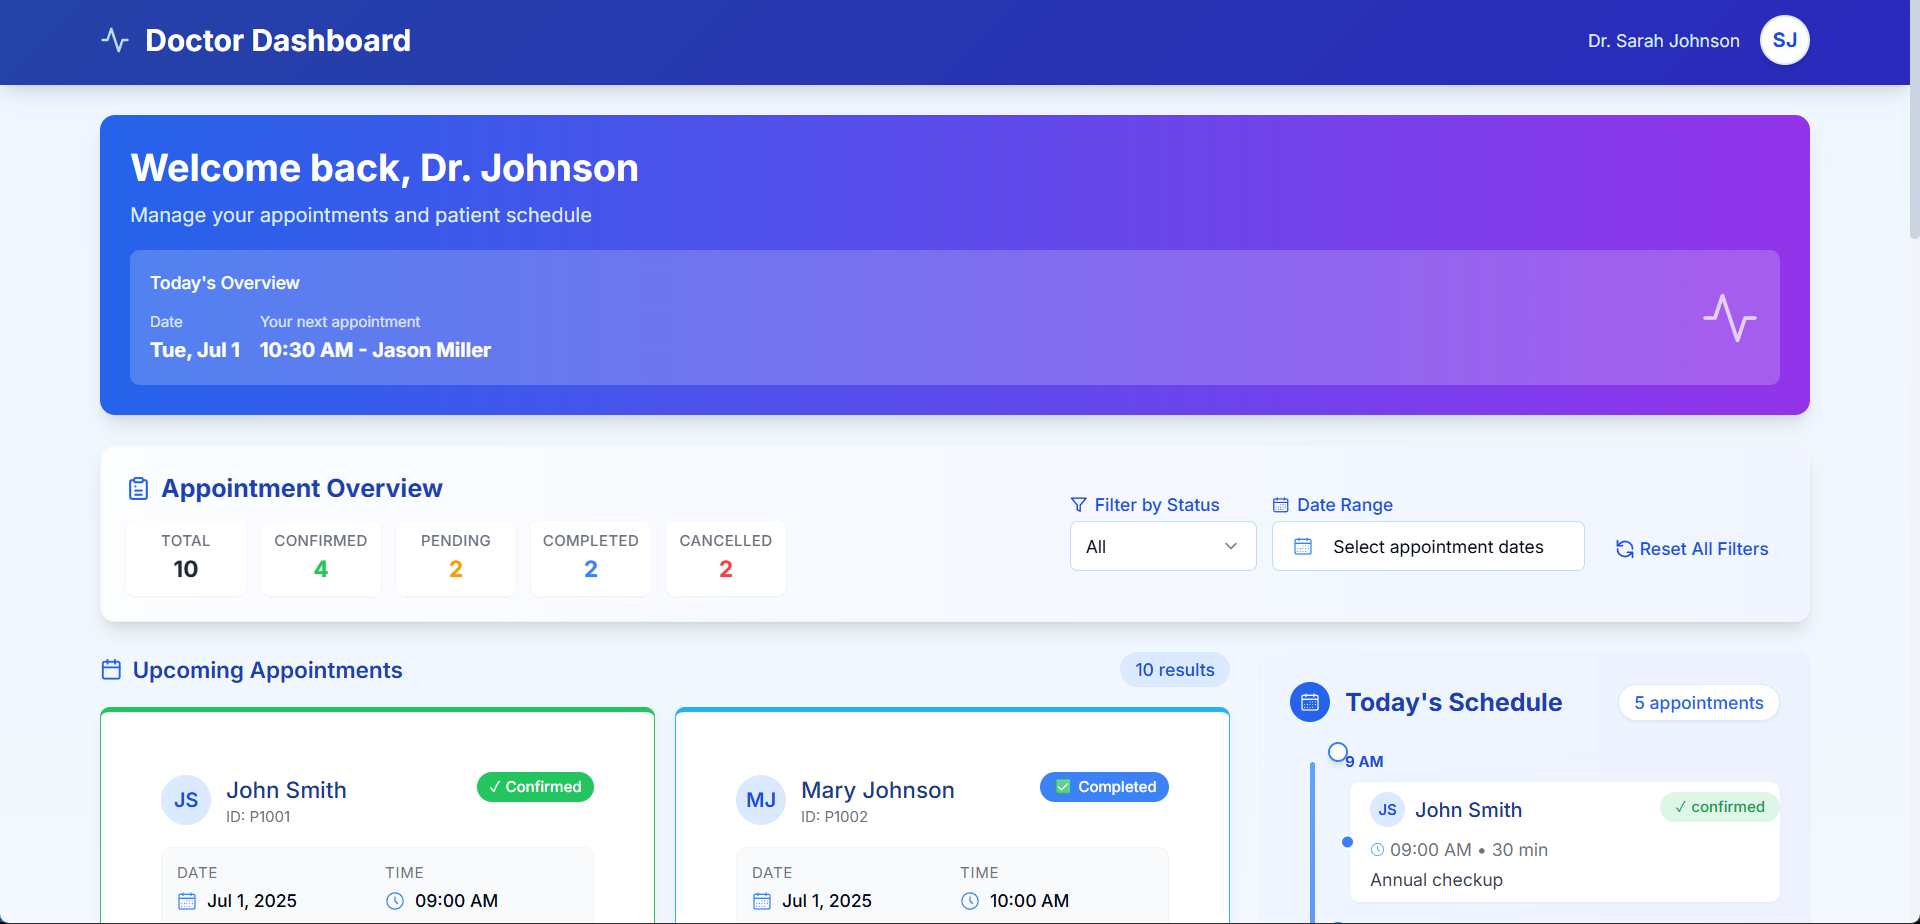 Doctor Dashboard
Dr. Sarah Johnson
SJ
Welcome back, Dr. Johnson
Manage your appointments and patient schedule
Today's Overview
Date
Your next appointment
Tue, Jul 1
10:30 AM - Jason Miller
Appointment Overview
TOTAL
10
CONFIRMED
4
PENDING
2
COMPLETED
2
CANCELLED
2
Filter by Status
All
Date Range
Select appointment dates
Reset All Filters
Upcoming Appointments
10 results
JS
John Smith
ID: P1001
✓ Confirmed
DATE
Jul 1, 2025
TIME
09:00 AM
MJ
Mary Johnson
ID: P1002
✅ Completed
DATE
Jul 1, 2025
TIME
10:00 AM
Today's Schedule
5 appointments
9 AM
JS
John Smith
✓ confirmed
09:00 AM • 30 min
Annual checkup